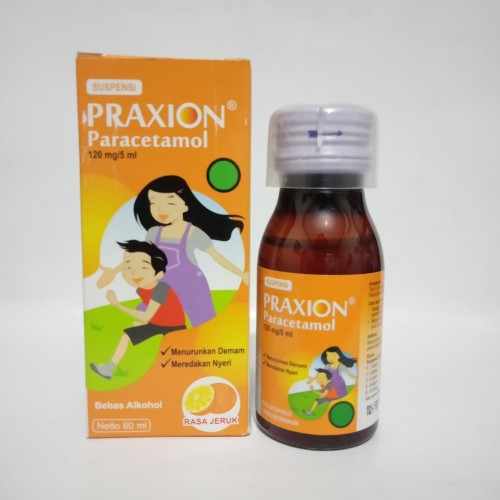 SUSPENSI
PRAXION®
Paracetamol
120 mg/5 ml
Menurunkan Demam
Meredakan Nyeri
Bebas Alkohol
Netto 60 ml
RASA JERUK
SUSPENSI
PRAXION®
Paracetamol
120 mg/5 ml
Menurunkan Demam
Meredakan Nyeri